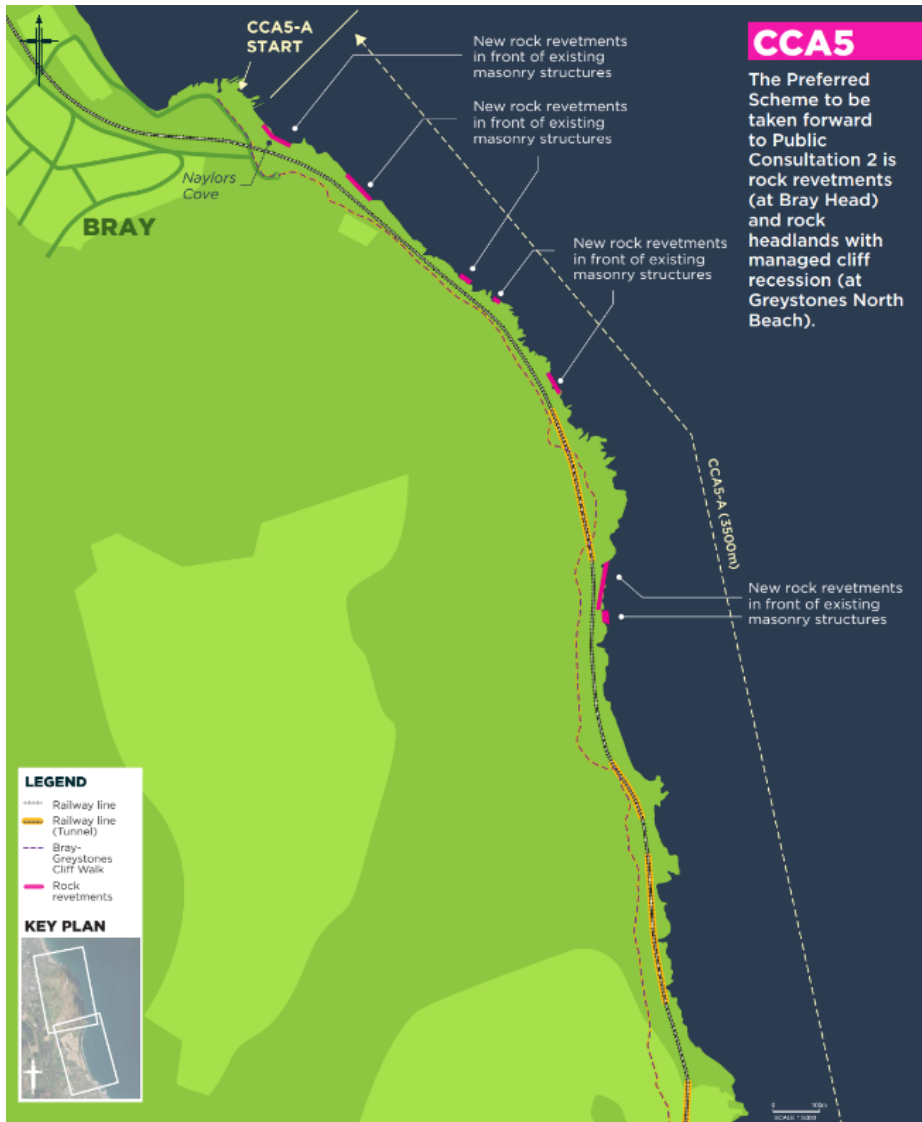 CCA5-A
START
New rock revetments
in front of existing
masonry structures
New rock revetments
in front of existing
masonry structures
Naylors
Cove
BRAY
New rock revetments
in front of existing
masonry structures
New rock revetments
in front of existing
masonry structures
CCA5
The Preferred
Scheme to be
taken forward
to Public
Consultation 2 is
rock revetments
(at Bray Head)
and rock
headlands with
managed cliff
recession (at
Greystones North
Beach).
CCA5-A (3500m)
LEGEND
Railway line
Railway line
(Tunnel)
Bray-
Greystones
Cliff Walk
Rock
revetments
KEY PLAN
0 100m